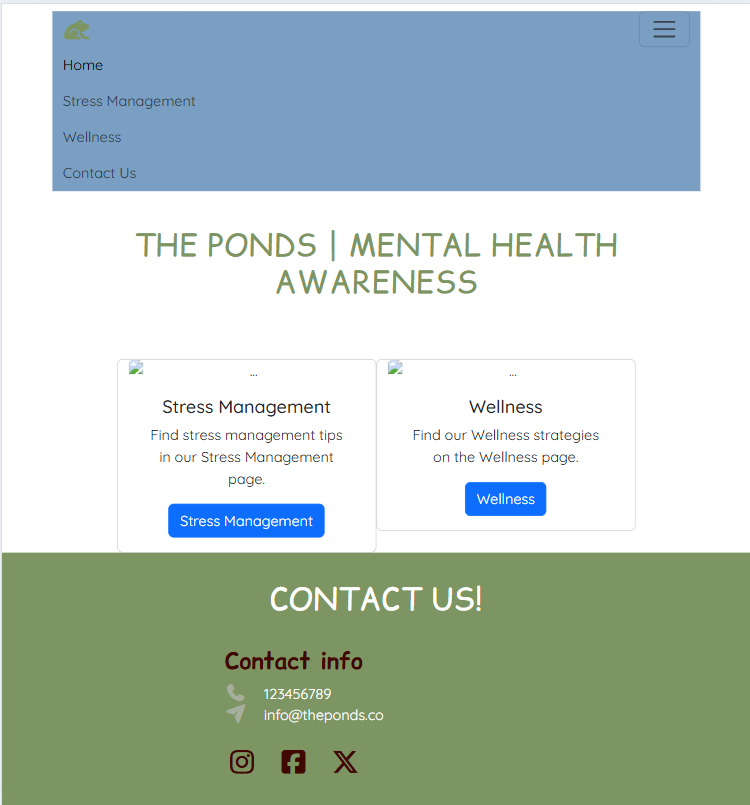 Home
Stress Management
Wellness
Contact Us
THE PONDS | MENTAL HEALTH
AWARENESS
...
Stress Management
Find stress management tips
in our Stress Management
page.
Stress Management
...
Wellness
Find our Wellness strategies
on the Wellness page.
Wellness
CONTACT US!
Contact info
123456789
info@theponds.co